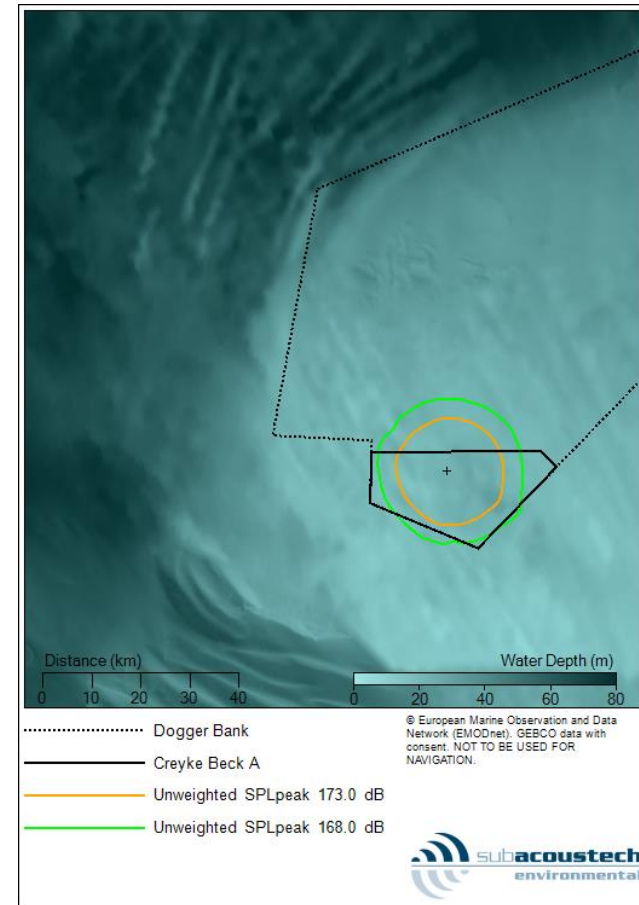 Distance (km)
0 10 20 30 40
Water Depth (m)
0 20 40 60 80
Dogger Bank
Creyke Beck A
Unweighted SPLpeak 173.0 dB
Unweighted SPLpeak 168.0 dB
© European Marine Observation and Data
Network (EMODnet). GEBCO data with
consent. NOT TO BE USED FOR
NAVIGATION.
subacoustech
environmental